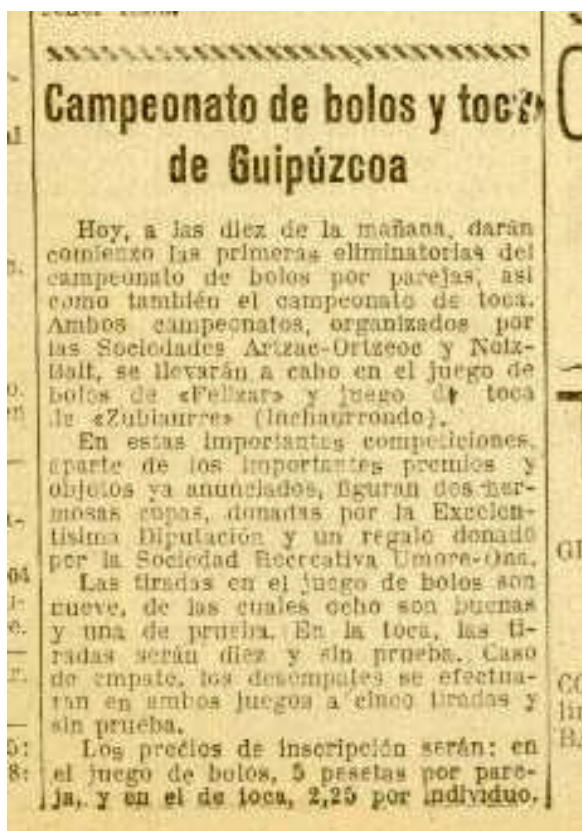 Campeonato de bolos y toca
de Guipúzcoa
Hoy, a las diez de la mañana, darán
comienzo las primeras eliminatorias del
campeonato de bolos por parejas, así
como también el campeonato de toca.
Ambos campeonatos, organizados por
las Sociedades Artzac-Ortzeoc y Noiz-
Bait, se llevarán a cabo en el juego de
bolos de «Felizar» y juego de toca
de «Zubiaurre» (Inchaurrondo).
En estas importantes competiciones,
aparte de los importantes premios y
objetos ya anunciados, figuran dos her-
mosas copas, donadas por la Excelen-
tísima Diputación y un regalo donado
por la Sociedad Recreativa Umore-Ona.
Las tiradas en el juego de bolos son
nueve, de las cuales ocho son buenas
y una de prueba. En la toca, las ti-
radas serán diez y sin prueba. Caso
de empate, los desempates se efectua-
ran en ambos juegos a cinco tiradas y
sin prueba.
Los precios de inscripción serán: en
el juego de bolos, 5 pesetas por pare-
ja, y en el de toca, 2,25 por individuo.